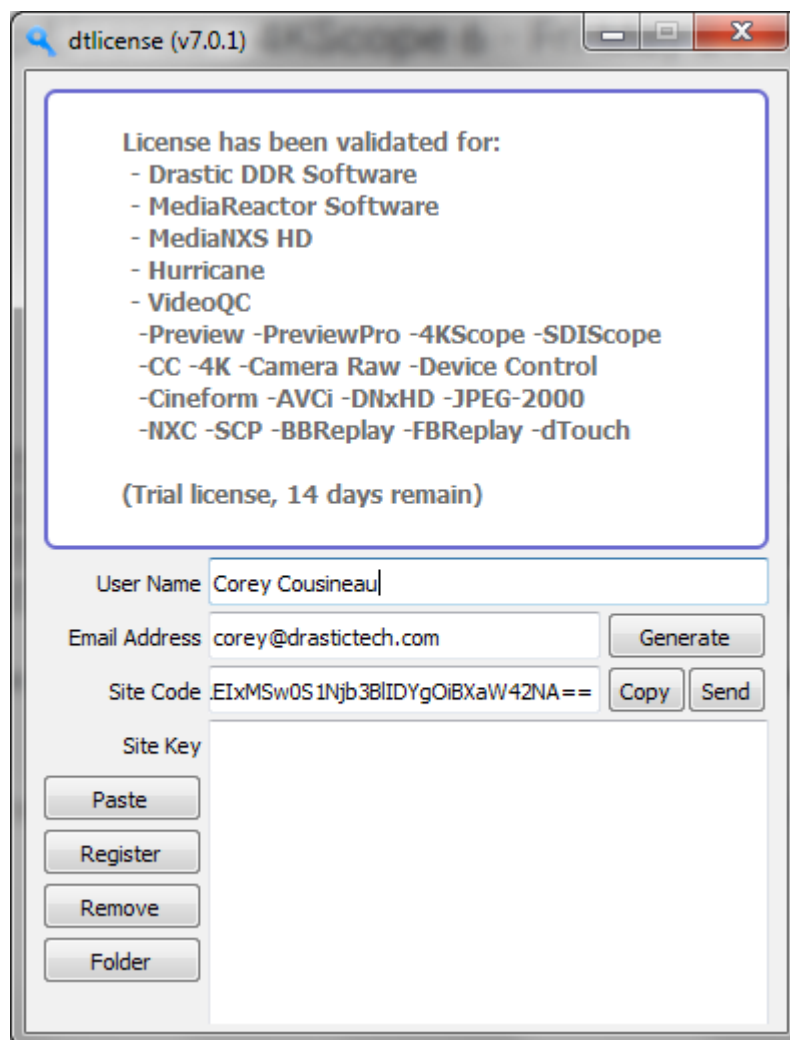 dtlicense (v7.0.1)
License has been validated for:
- Drastic DDR Software
- MediaReactor Software
- MediaNXS HD
- Hurricane
- VideoQC
-Preview -PreviewPro -4KScope -SDIScope
-CC -4K -Camera Raw -Device Control
-Cineform -AVCi -DNxHD -JPEG-2000
-NXC -SCP -BBReplay -FBReplay -dTouch
(Trial license, 14 days remain)
User Name Corey Cousineau
Email Address corey@drastictech.com Generate
Site Code .EIxMSw0S1Njb3BlIDYgOiBXaW42NA== Copy Send
Site Key
Paste
Register
Remove
Folder